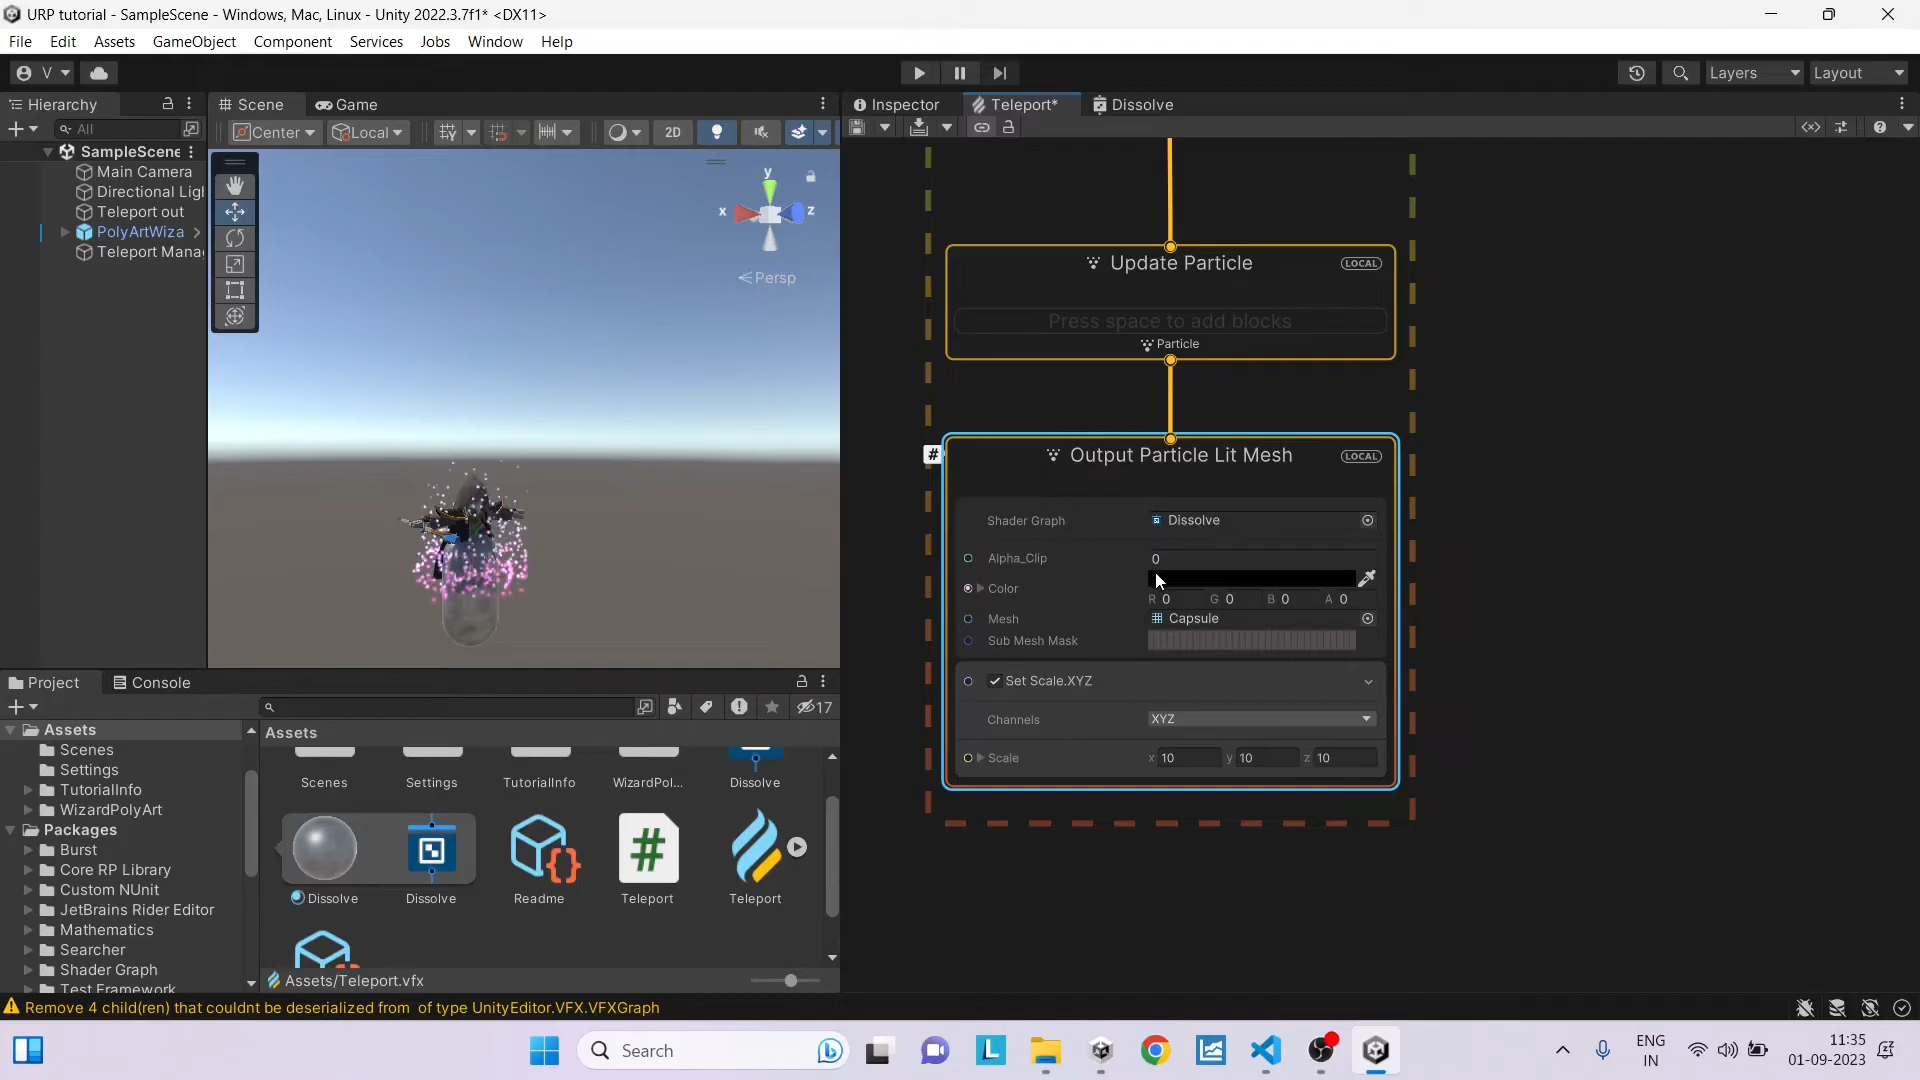 URP tutorial - SampleScene - Windows, Mac, Linux - Unity 2022.3.7f1* <DX11>
File Edit Assets GameObject Component Services Jobs Window Help
V Layers Layout
Hierarchy Scene Game Inspector Teleport* Dissolve
All Center Local 2D
SampleScene
Main Camera
Directional Ligh
Teleport out
PolyArtWiza
Teleport Manag
y
x z
Persp
Update Particle LOCAL
Press space to add blocks
Particle
# Output Particle Lit Mesh LOCAL
Shader Graph Dissolve
Alpha_Clip 0
Color
R 0 G 0 B 0 A 0
Mesh Capsule
Sub Mesh Mask
Set Scale.XYZ
Channels XYZ
Scale x 10 y 10 z 10
Project Console
17
Assets
Scenes
Settings
TutorialInfo
WizardPolyArt
Packages
Burst
Core RP Library
Custom NUnit
JetBrains Rider Editor
Mathematics
Searcher
Shader Graph
Test Framework
Assets
Scenes Settings TutorialInfo WizardPol... Dissolve
Dissolve Dissolve Readme Teleport Teleport
Assets/Teleport.vfx
Remove 4 child(ren) that couldnt be deserialized from of type UnityEditor.VFX.VFXGraph
Search
L
ENG
IN
11:35
01-09-2023